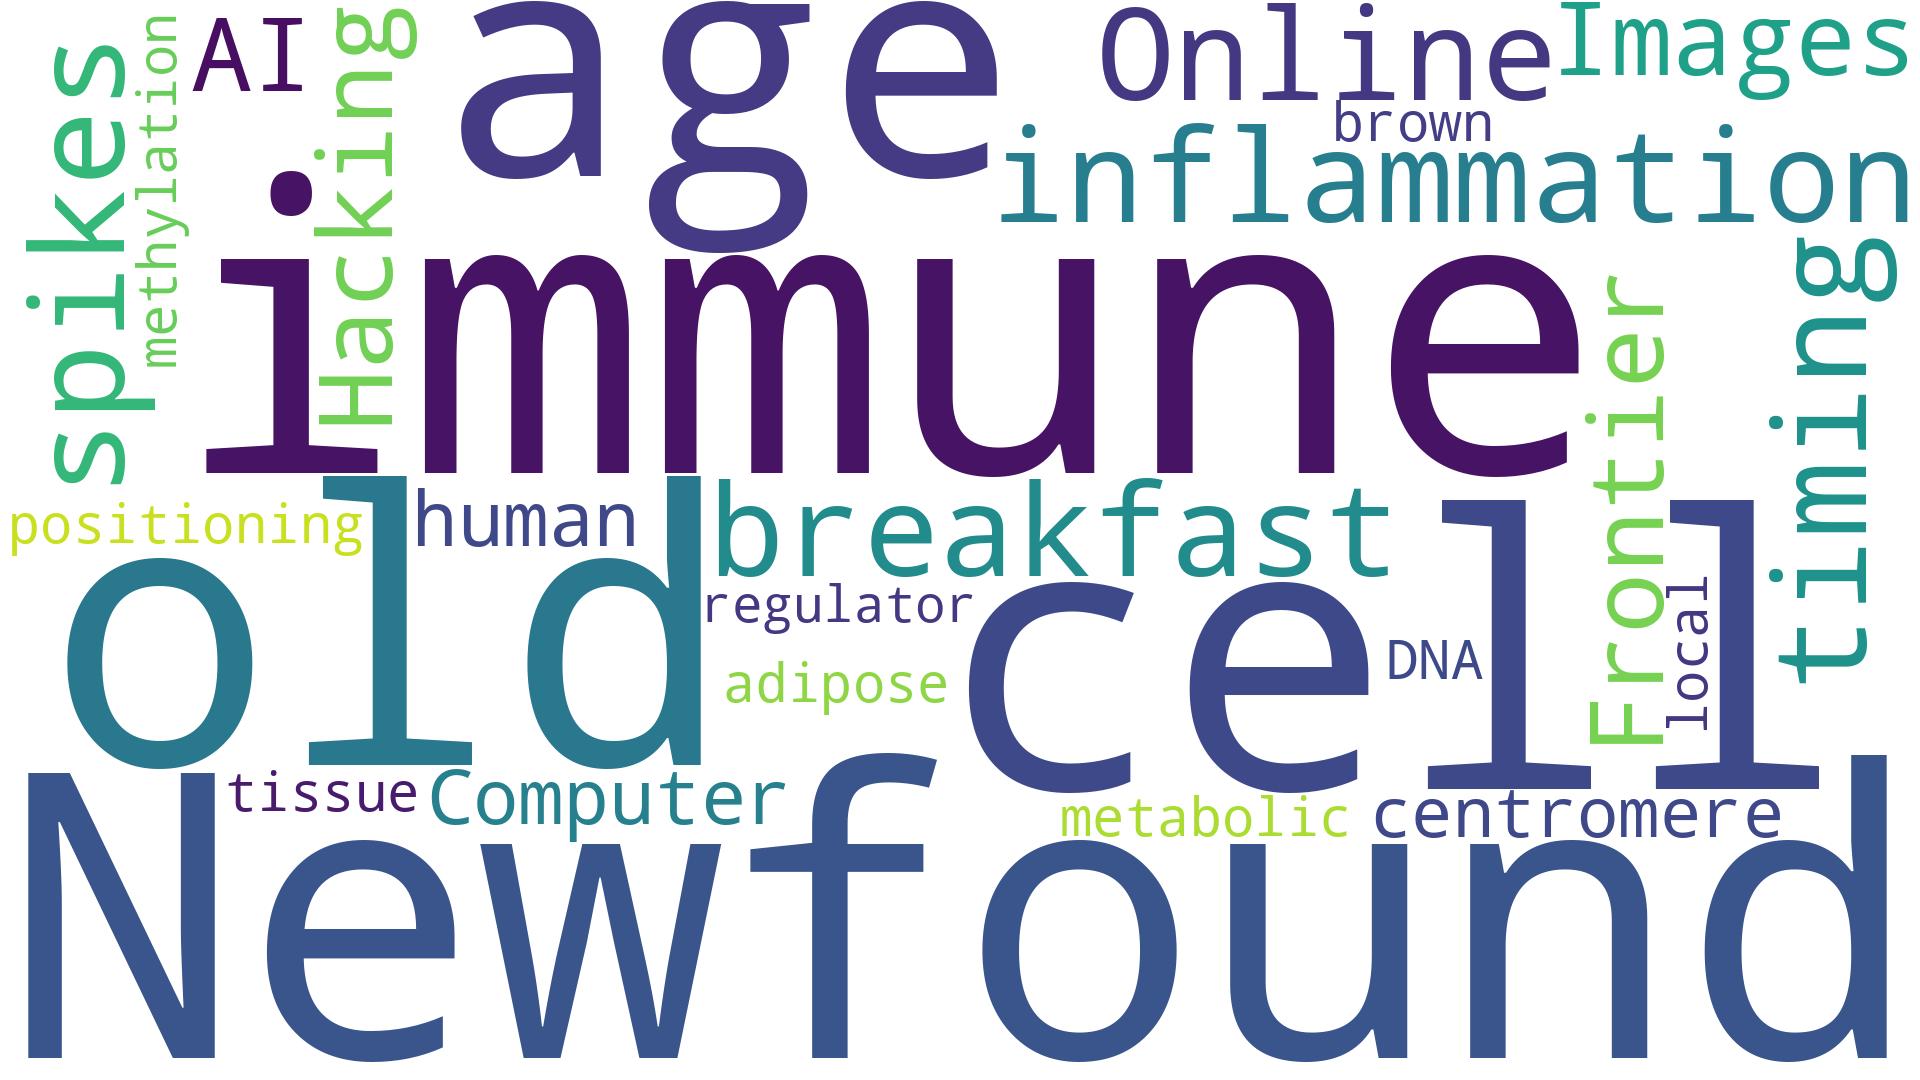 spikes
methylation
AI
Hacking
age
Online
Images
brown
inflammation
immune
Frontier
timing
positioning
human
breakfast
old
regulator
cell
adipose
DNA
local
tissue
Computer
metabolic
centromere
Newfound